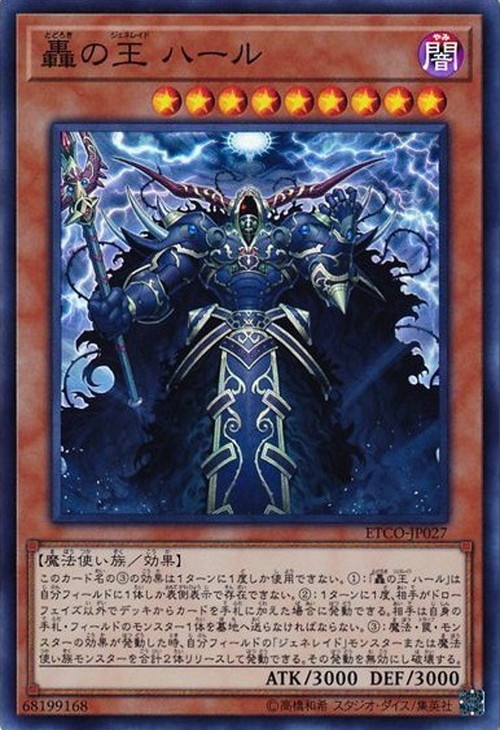 とどろき ジェネレイド
轟の王 ハール
やみ
闇
ETCO-JP027
【魔法使い族／効果】
このカード名の③の効果は1ターンに1度しか使用できない。①：「轟の王 ハール」は
自分フィールドに1体しか表側表示で存在できない。②：1ターンに1度、相手がドロー
フェイズ以外でデッキからカードを手札に加えた場合に発動できる。相手は自身の
手札・フィールドのモンスター1体を墓地へ送らなければならない。③：魔法・罠・モン
スターの効果が発動した時、自分フィールドの「ジェネレイド」モンスターまたは魔法
使い族モンスターを合計2体リリースして発動できる。その発動を無効にし破壊する。
ATK/3000 DEF/3000
68199168 ©高橋和希 スタジオ・ダイス/集英社